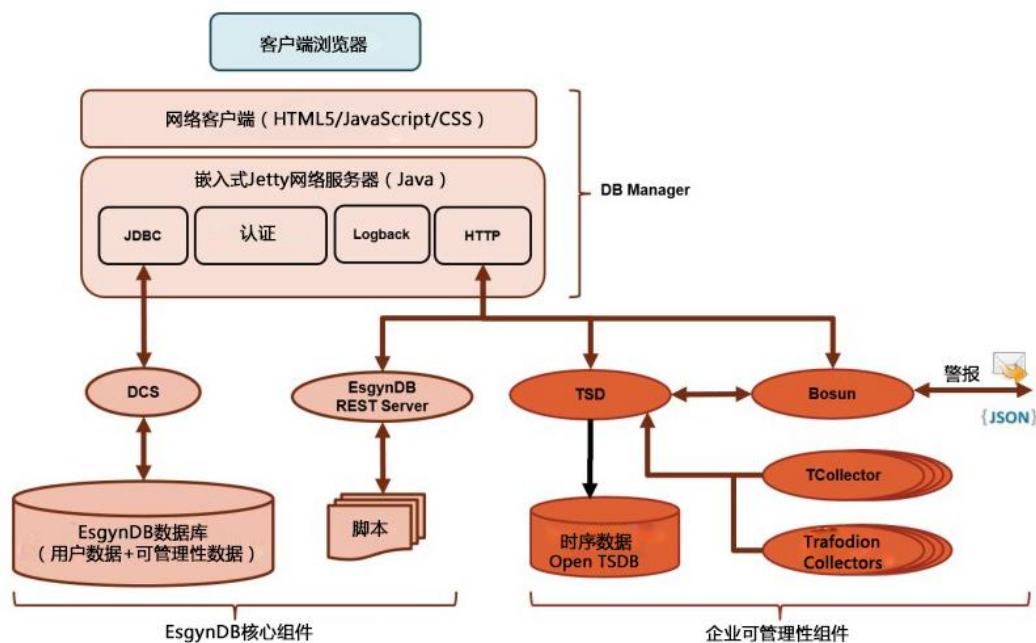 客户端浏览器
网络客户端（HTML5/JavaScript/CSS）
嵌入式Jetty网络服务器（Java）
DB Manager
JDBC
认证
Logback
HTTP
DCS
EsgynDB
REST Server
TSD
Bosun
警报
{JSON}
TCollector
EsgynDB数据库
（用户数据+可管理性数据）
脚本
时序数据
Open TSDB
Trafodion
Collectors
EsgynDB核心组件
企业可管理性组件